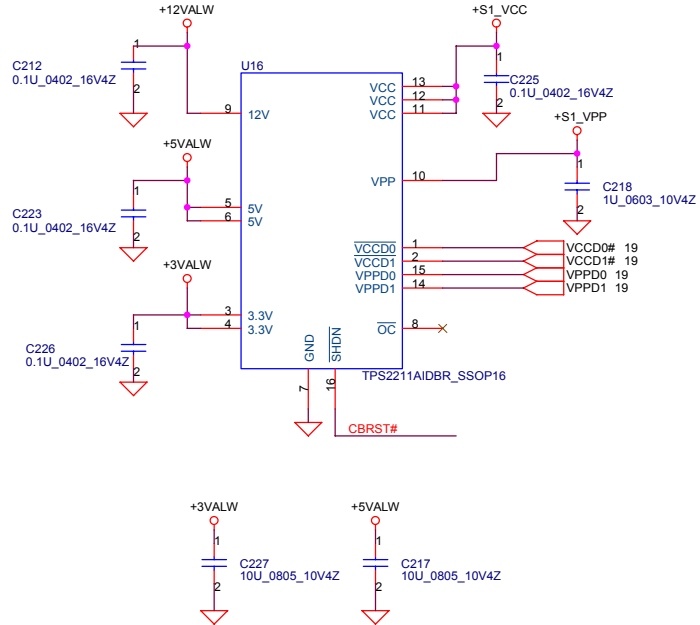 +12VALW
+S1_VCC
1
C212
0.1U_0402_16V4Z
2
U16
9
12V
VCC
13
VCC
12
VCC
11
1
C225
0.1U_0402_16V4Z
2
+5VALW
+S1_VPP
VPP
10
1
C218
1U_0603_10V4Z
2
1
C223
0.1U_0402_16V4Z
2
5
5V
6
5V
VCCD0
1
VCCD0# 19
VCCD1
2
VCCD1# 19
VPPD0
15
VPPD0 19
VPPD1
14
VPPD1 19
+3VALW
3
3.3V
4
3.3V
OC
8
1
C226
0.1U_0402_16V4Z
2
GND
SHDN
TPS2211AIDBR_SSOP16
7
16
CBRST#
+3VALW
+5VALW
1
C227
10U_0805_10V4Z
2
1
C217
10U_0805_10V4Z
2